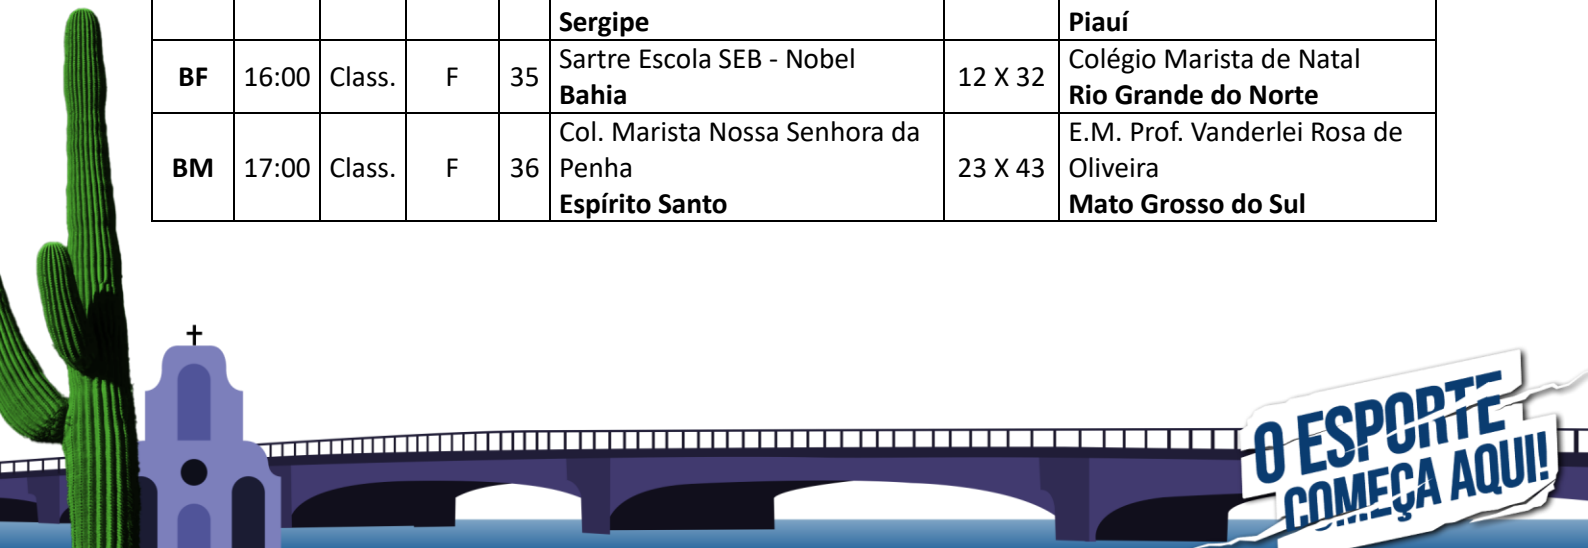 Sergipe Piauí
BF 16:00 Class. F 35 Sartre Escola SEB - Nobel 12 X 32 Colégio Marista de Natal
Bahia Rio Grande do Norte
Col. Marista Nossa Senhora da E.M. Prof. Vanderlei Rosa de
BM 17:00 Class. F 36 Penha 23 X 43 Oliveira
Espírito Santo Mato Grosso do Sul
O ESPORTE
COMEÇA AQUI!